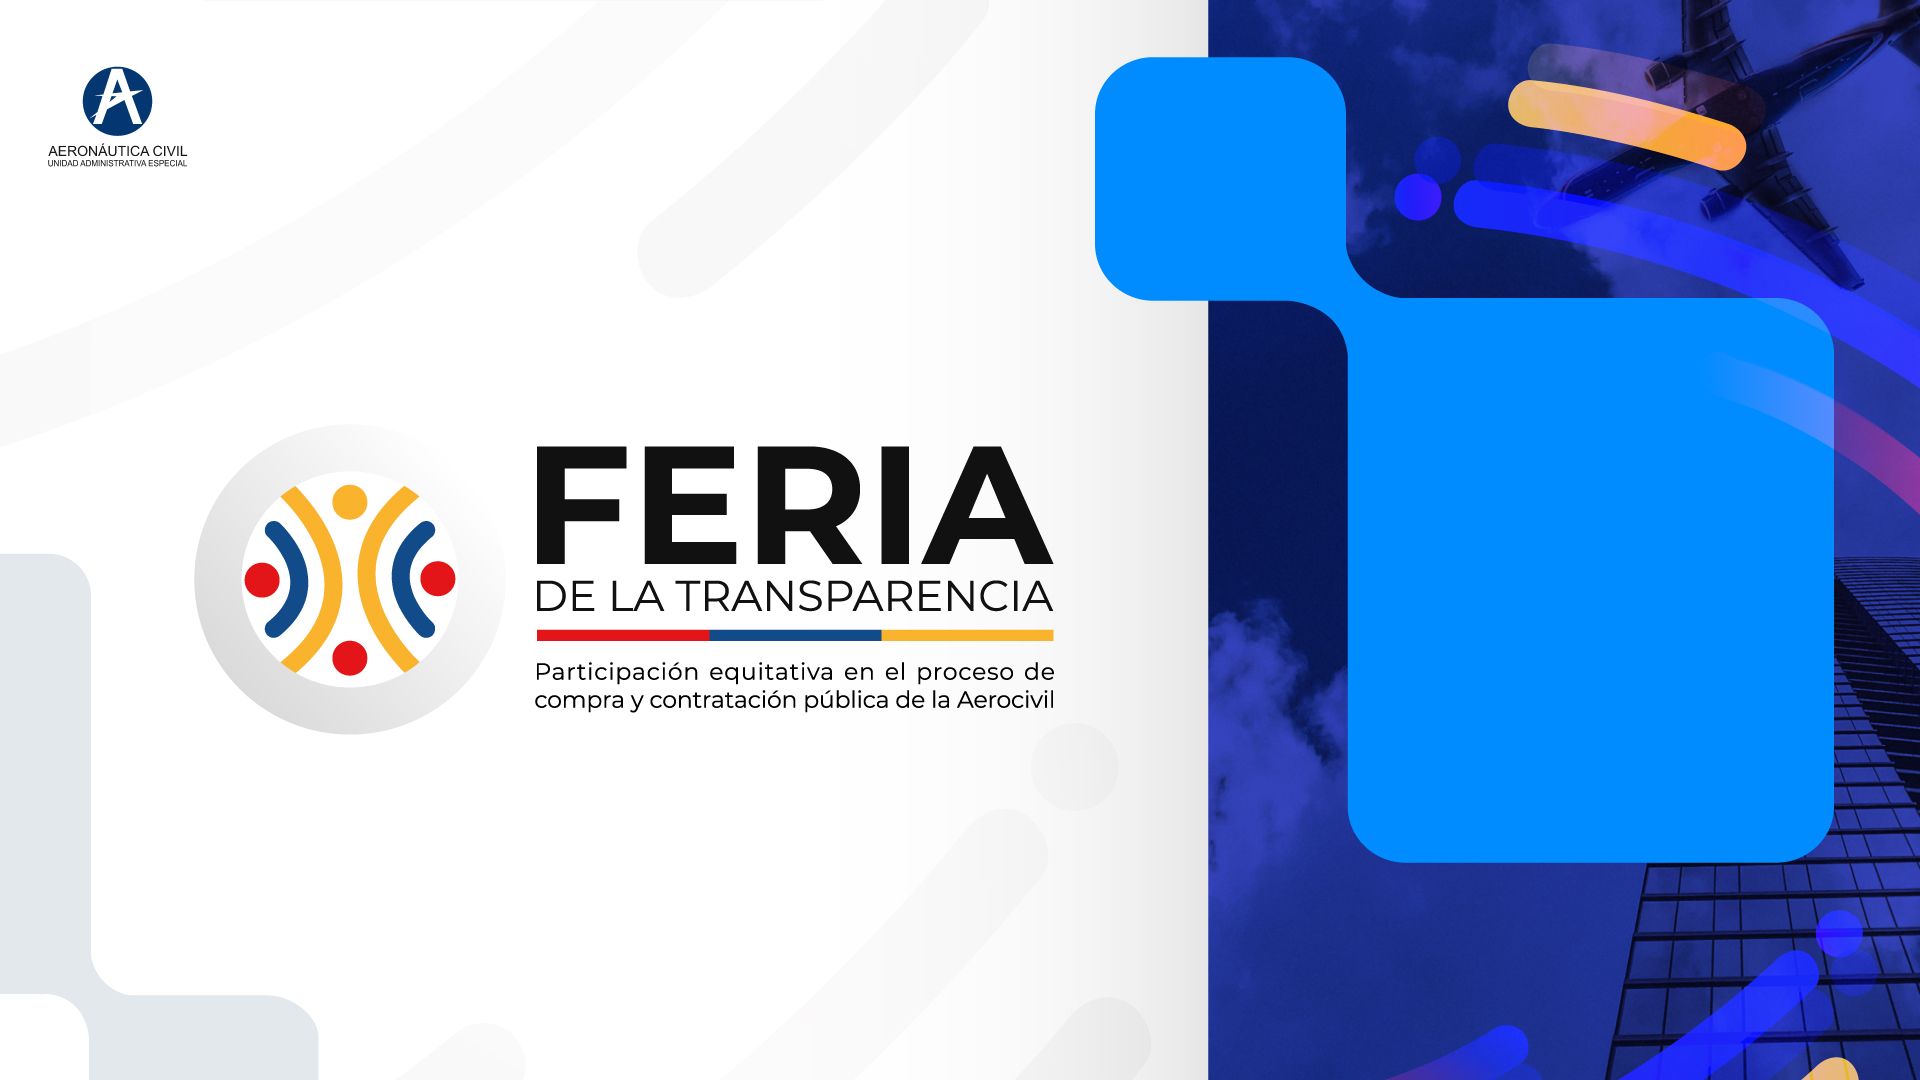 AERONÁUTICA CIVIL
UNIDAD ADMINISTRATIVA ESPECIAL
FERIA
DE LA TRANSPARENCIA
Participación equitativa en el proceso de
compra y contratación pública de la Aerocivil